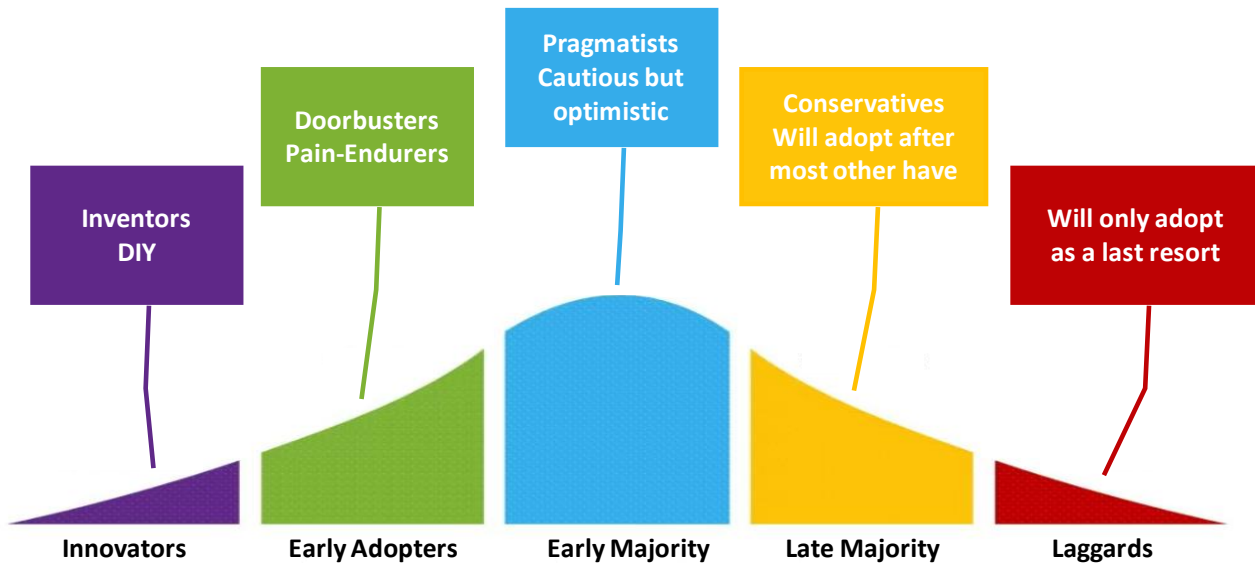 Inventors
DIY
Doorbusters
Pain-Endurers
Pragmatists
Cautious but
optimistic
Conservatives
Will adopt after
most other have
Will only adopt
as a last resort
Innovators
Early Adopters
Early Majority
Late Majority
Laggards